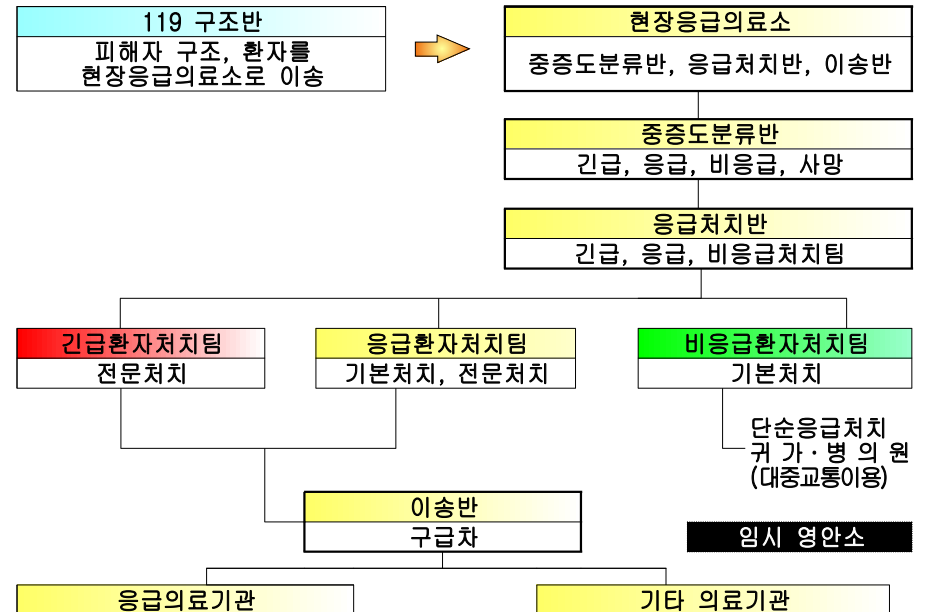 119 구조반
피해자 구조, 환자를
현장응급의료소로 이송
현장응급의료소
중증도분류반, 응급처치반, 이송반
중증도분류반
긴급, 응급, 비응급, 사망
응급처치반
긴급, 응급, 비응급처치팀
긴급환자처치팀
전문처치
응급환자처치팀
기본처치, 전문처치
비응급환자처치팀
기본처치
단순응급처치
귀 가 · 병 의 원
(대중교통이용)
이송반
구급차
임시 영안소
응급의료기관
기타 의료기관